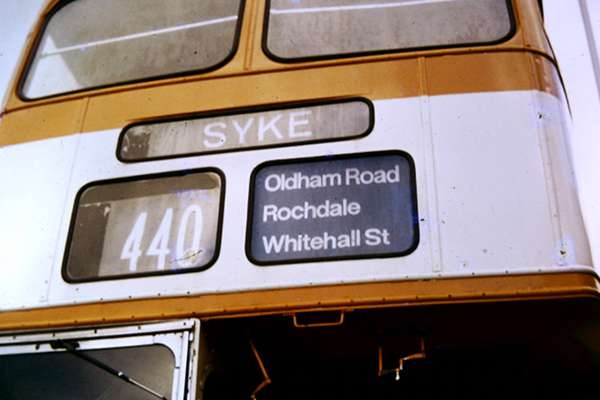 SYKE
440
Oldham Road
Rochdale
Whitehall St